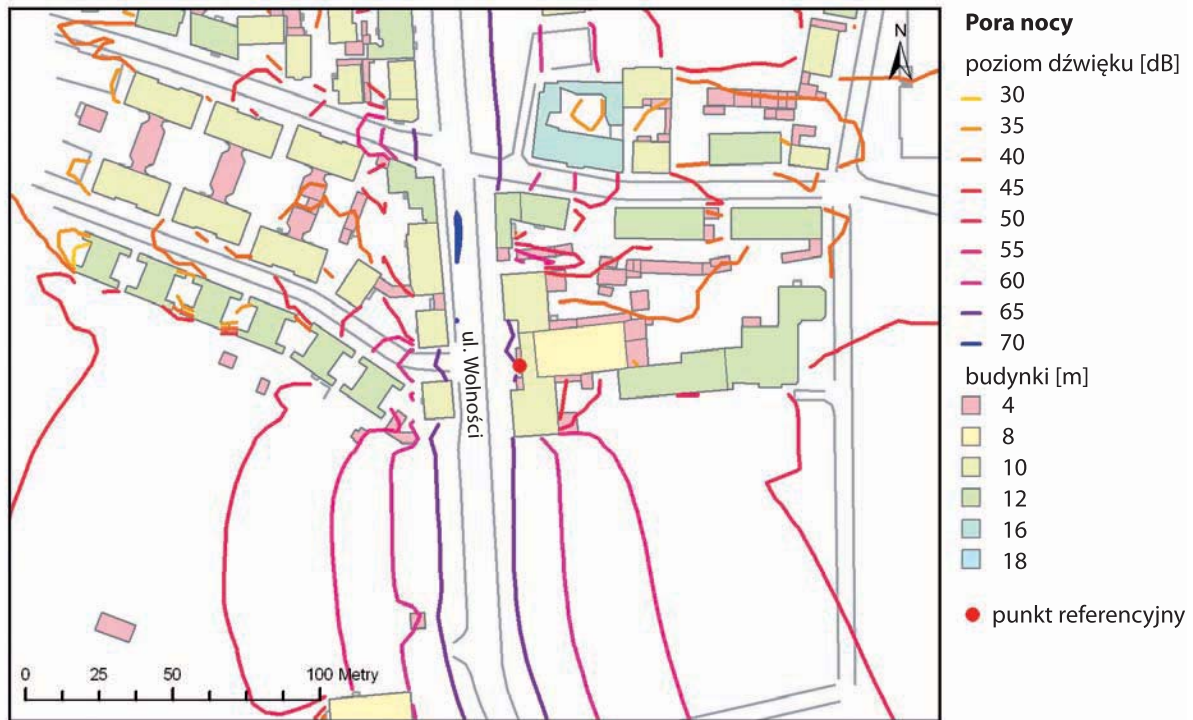 N
ul. Wolności
0 25 50 100 Metry
Pora nocy
poziom dźwięku [dB]
30
35
40
45
50
55
60
65
70
budynki [m]
4
8
10
12
16
18
punkt referencyjny